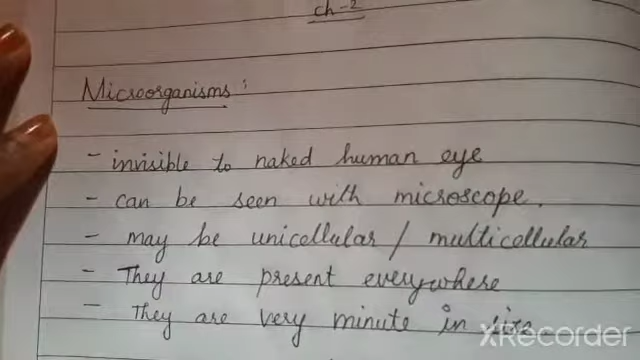 Ch-2
Microorganisms:
- invisible to naked human eye
- can be seen with microscope.
- may be unicellular / multicellular
- They are present everywhere
- They are very minute in size.
XRecorder